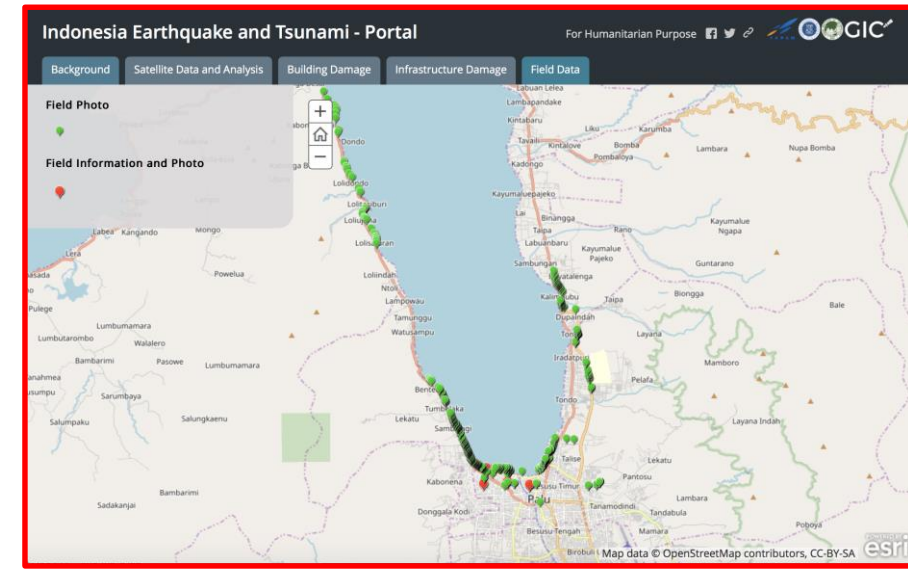 Indonesia Earthquake and Tsunami - Portal
For Humanitarian Purpose
GIC
Background
Satellite Data and Analysis
Building Damage
Infrastructure Damage
Field Data
Field Photo
Field Information and Photo
+
−
Labuan Lelea
Lambapandake
Kintabaru
Dondo
Tavaili
Kintalove
Liku
Karumba
Bomba
Pombaloya
Lambara
Nupa Bomba
Kadongo
Lolidondo
Kayumaluepajeko
Lai
Binangga
Taipa
Rano
Kayumalue
Ngapa
Labea
Kangando
Mongo
Labuanbaru
Kayumalue
Pajeko
Lera
Sambungan
Guntarano
Powelua
Loliindah
Lampowau
Biongga
Taipa
Bale
Pulege
Tamunggu
Dupaindah
Lumbumamara
Watusampu
Layana
Lumbutarombo
Walalero
Bambarimi
Pasowe
Lumbumamara
Mamboro
Pelafa
Sarumbaya
Tondo
Salumpaku
Salungkaenu
Lekatu
Layana Indah
Talise
Lekatu
Kabonena
Pantosu
Bambarimi
Palu
Lambara
Sadakanjai
Donggala Kodi
Tanamodindi
Tandabula
Poboya
Besusu Tengah
Mamara
Birobuli
Map data © OpenStreetMap contributors, CC-BY-SA
esri